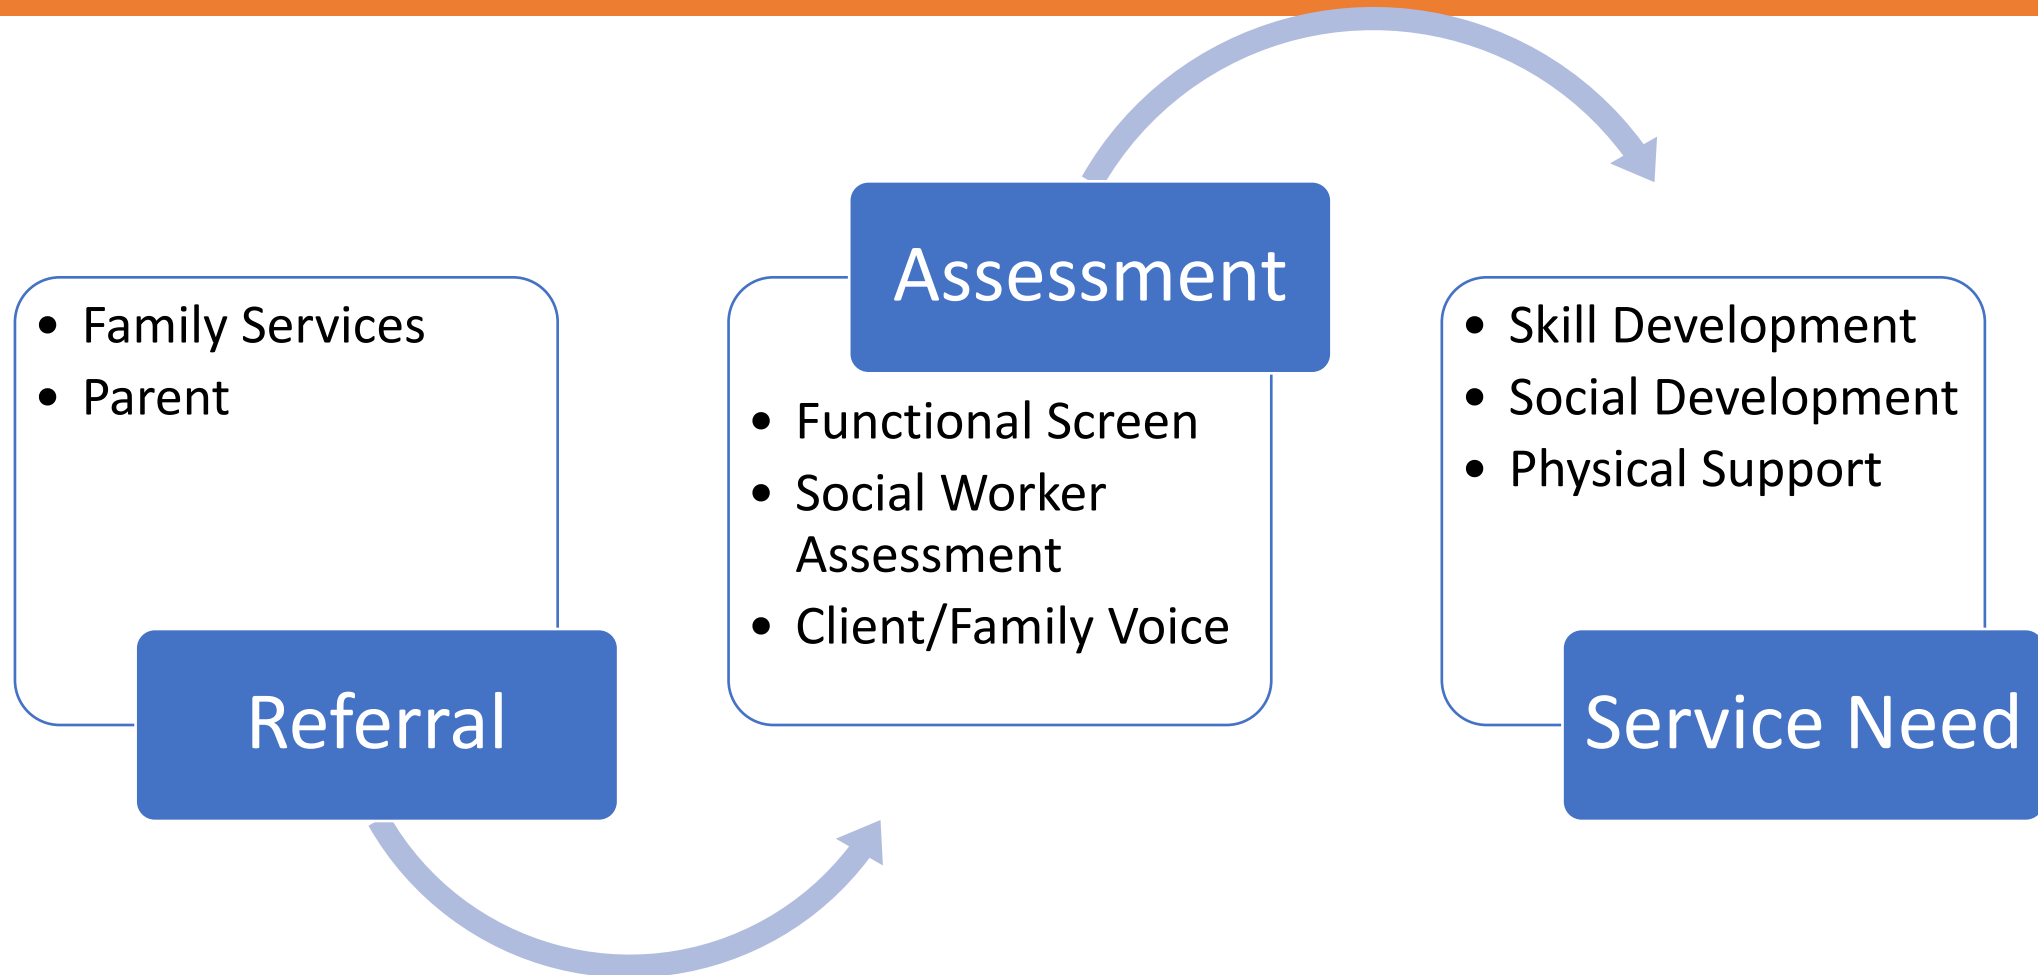 • Family Services
• Parent
Referral
Assessment
• Functional Screen
• Social Worker
Assessment
• Client/Family Voice
• Skill Development
• Social Development
• Physical Support
Service Need